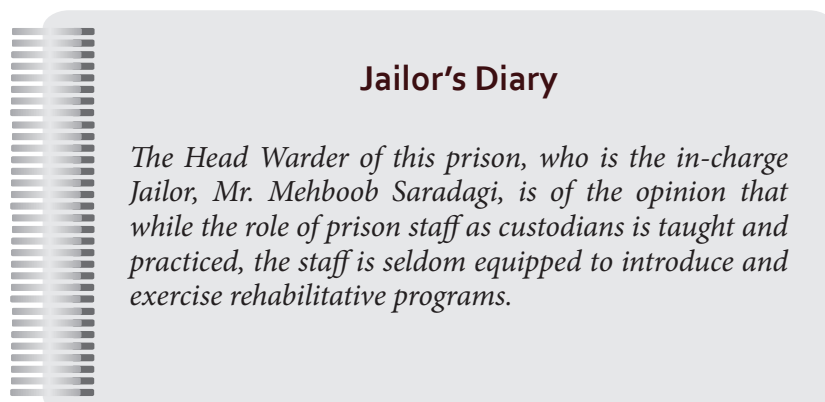 Jailor’s Diary
The Head Warder of this prison, who is the in-charge
Jailor, Mr. Mehboob Saradagi, is of the opinion that
while the role of prison staff as custodians is taught and
practiced, the staff is seldom equipped to introduce and
exercise rehabilitative programs.